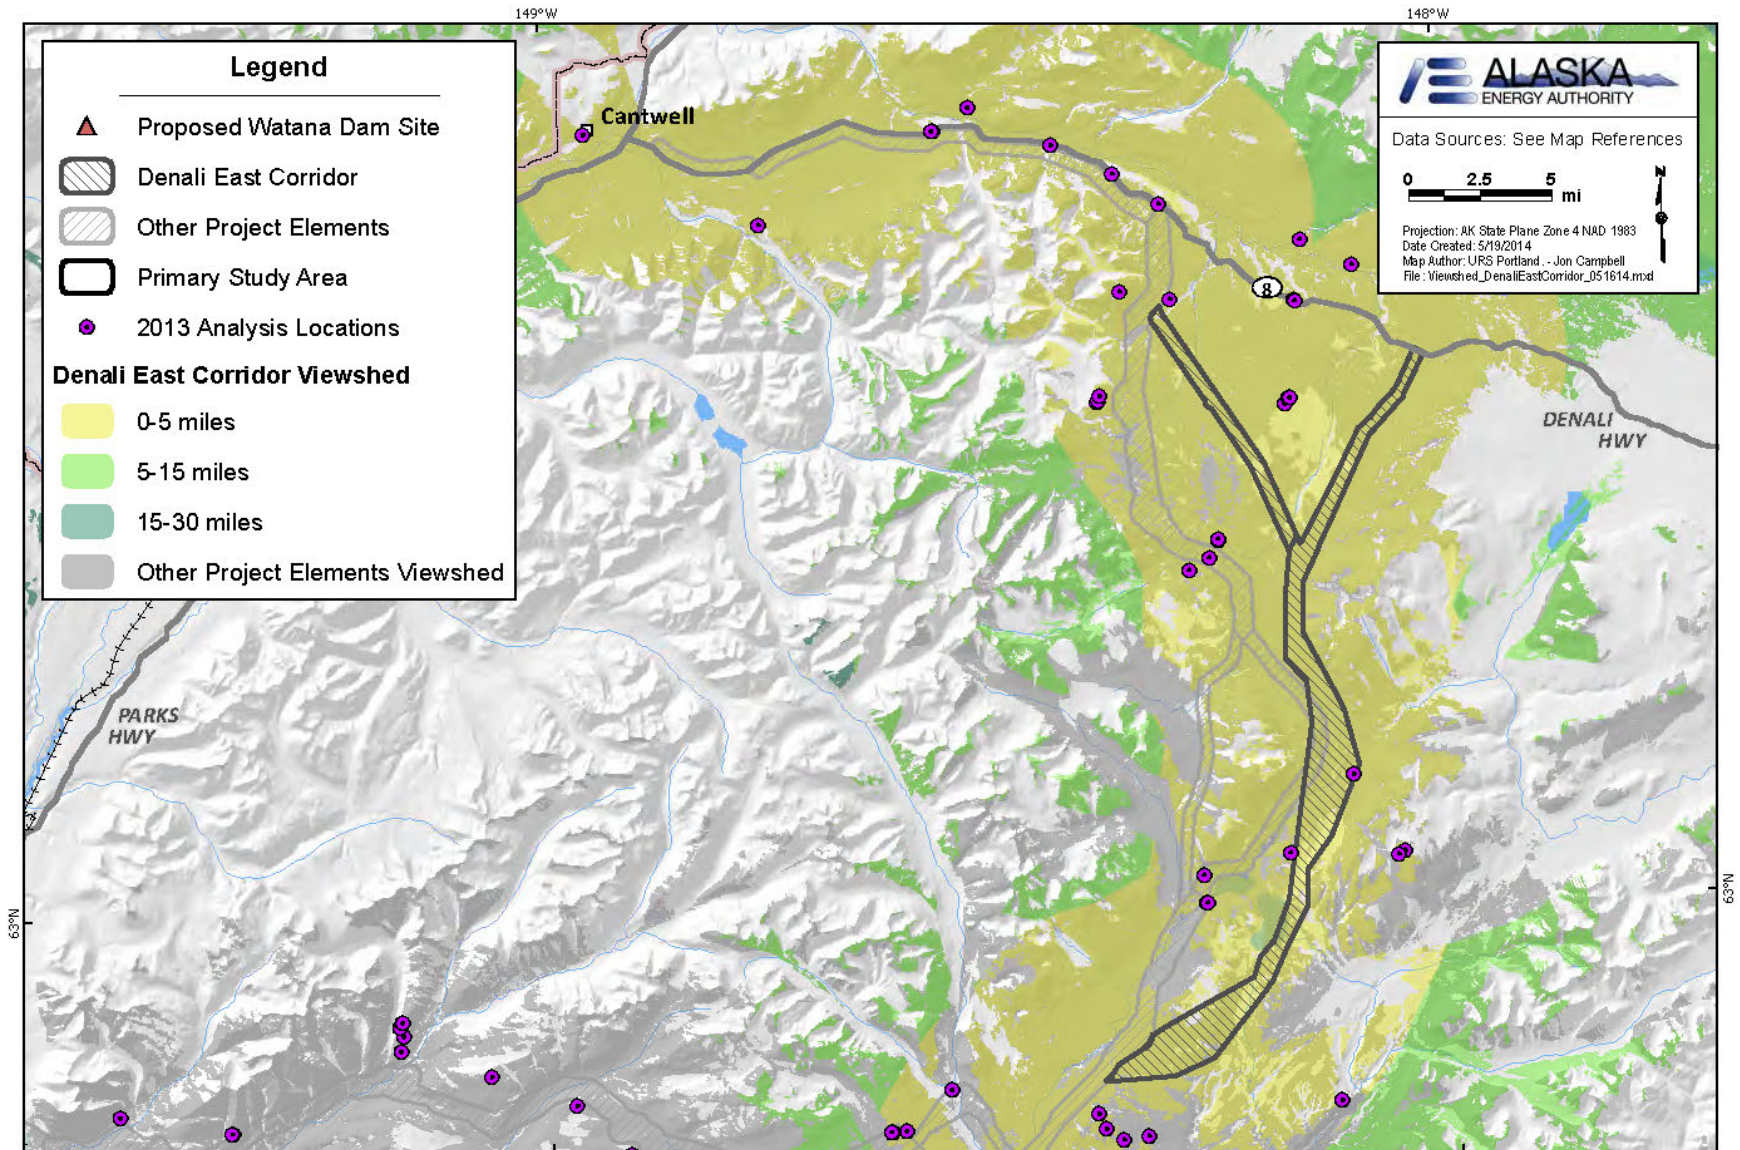 149°W
148°W
Legend
Proposed Watana Dam Site
Denali East Corridor
Other Project Elements
Primary Study Area
2013 Analysis Locations
Denali East Corridor Viewshed
0-5 miles
5-15 miles
15-30 miles
Other Project Elements Viewshed
Cantwell
ALASKA
ENERGY AUTHORITY
Data Sources: See Map References
0 2.5 5
mi
N
Projection: AK State Plane Zone 4 NAD 1983
Date Created: 5/19/2014
Map Author: URS Portland. - Jon Campbell
File: Viewshed_DenaliEastCorridor_051614.mxd
8
DENALI
HWY
PARKS
HWY
63°N
63°N